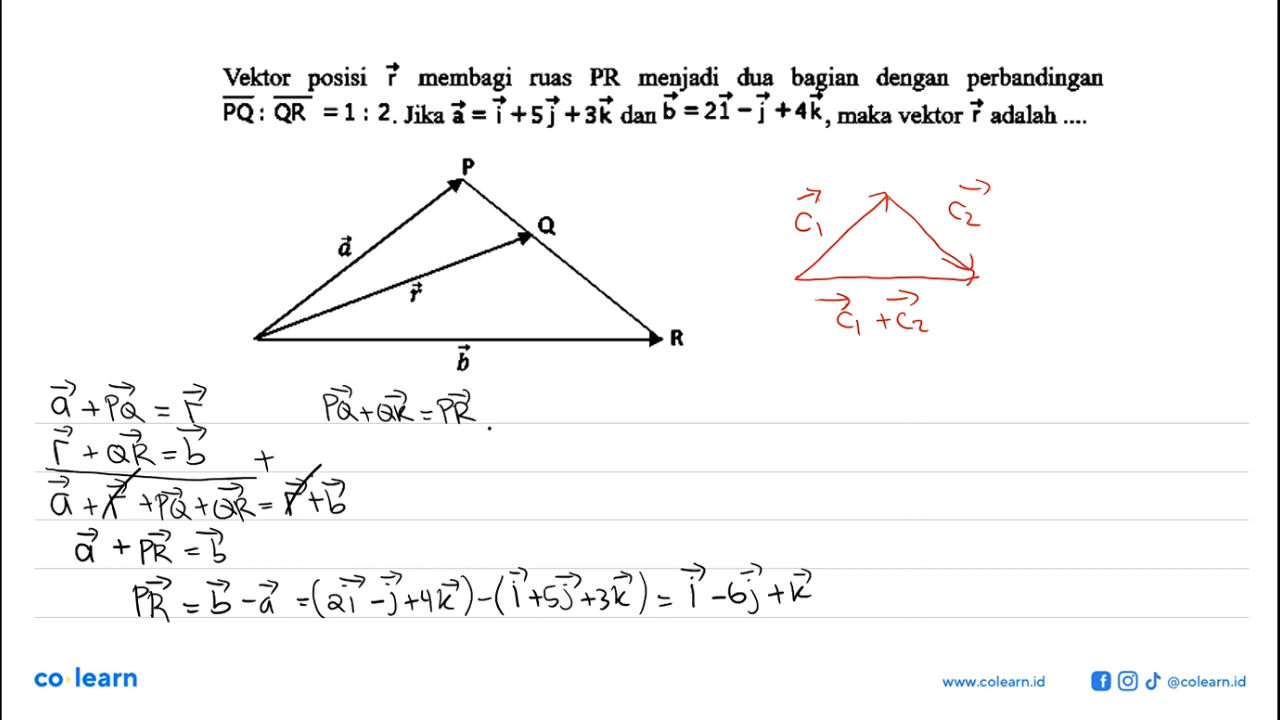 Vektor posisi r⃗ membagi ruas PR menjadi dua bagian dengan perbandingan
P̅Q̅ : Q̅R̅ = 1 : 2. Jika a⃗ = i⃗ + 5j⃗ + 3k⃗ dan b⃗ = 2i⃗ - j⃗ + 4k⃗, maka vektor r⃗ adalah ....
P
Q
a⃗
r⃗
R
b⃗
c₁⃗
c₂⃗
c₁⃗ + c₂⃗
a⃗ + PQ⃗ = r⃗
PQ⃗ + QR⃗ = PR⃗.
r⃗ + QR⃗ = b⃗ +
a⃗ + r⃗ + PQ⃗ + QR⃗ = r⃗ + b⃗
a⃗ + PR⃗ = b⃗
PR⃗ = b⃗ - a⃗ = (2i⃗ - j⃗ + 4k⃗) - (i⃗ + 5j⃗ + 3k⃗) = i⃗ - 6j⃗ + k⃗
co·learn
www.colearn.id
@colearn.id